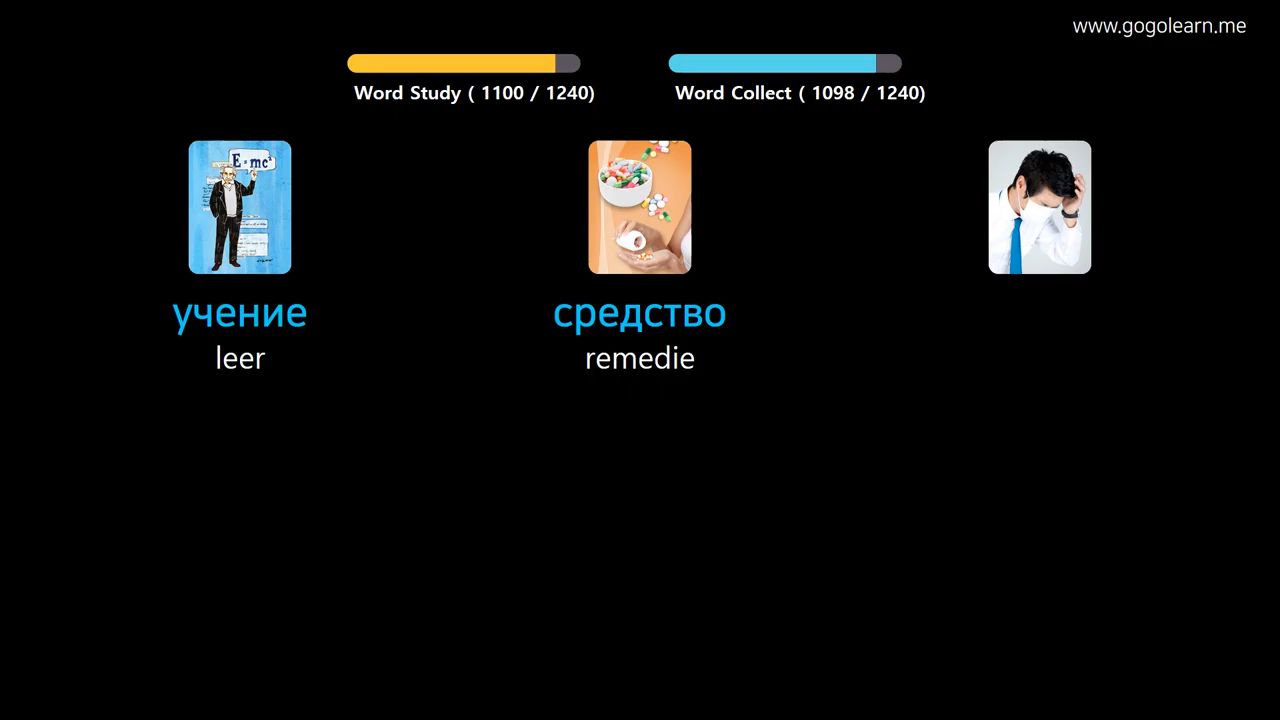 www.gogolearn.me
Word Study ( 1100 / 1240)
Word Collect ( 1098 / 1240)
E=mc²
учение
средство
leer
remedie